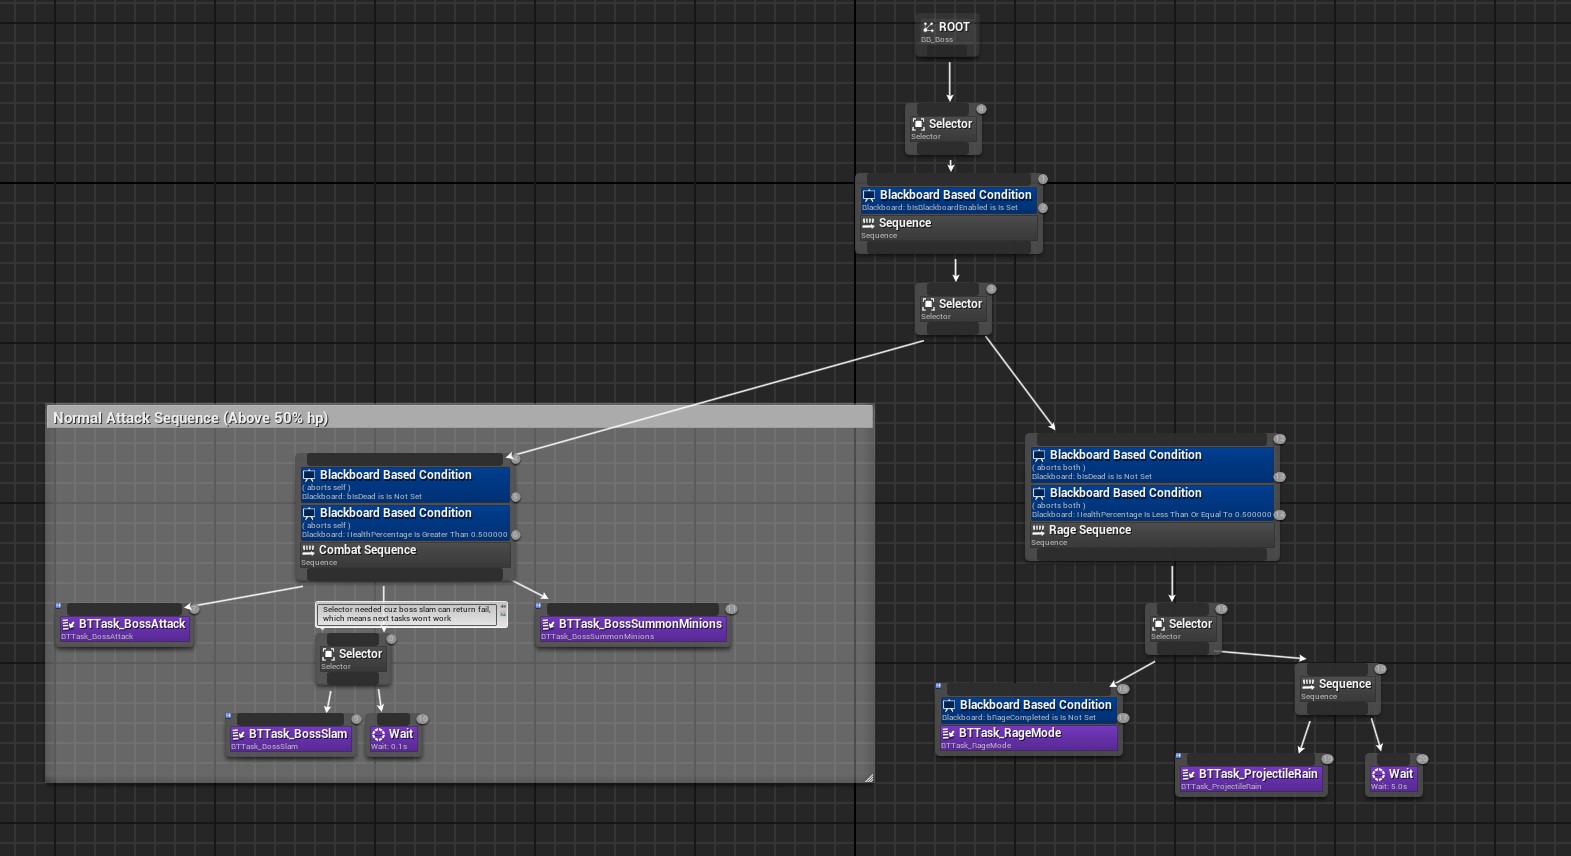 ROOT
BB_Boss
Selector
Selector
Blackboard Based Condition
Blackboard: bIsBlackboardEnabled is Is Set
Sequence
Sequence
Selector
Selector
Normal Attack Sequence (Above 50% hp)
Blackboard Based Condition
( aborts self )
Blackboard: bIsDead is Is Not Set
Blackboard Based Condition
( aborts self )
Blackboard: HealthPercentage Is Greater Than 0.500000
Combat Sequence
Sequence
BTTask_BossAttack
BTTask_BossAttack
Selector needed cuz boss slam can return fail,
which means next tasks wont work
Selector
Selector
BTTask_BossSlam
BTTask_BossSlam
Wait
Wait: 0.1s
BTTask_BossSummonMinions
BTTask_BossSummonMinions
Blackboard Based Condition
( aborts both )
Blackboard: bIsDead is Is Not Set
Blackboard Based Condition
( aborts both )
Blackboard: HealthPercentage Is Less Than Or Equal To 0.500000
Rage Sequence
Sequence
Selector
Selector
Blackboard Based Condition
Blackboard: bRageCompleted is Is Not Set
BTTask_RageMode
BTTask_RageMode
Sequence
Sequence
BTTask_ProjectileRain
BTTask_ProjectileRain
Wait
Wait: 5.0s